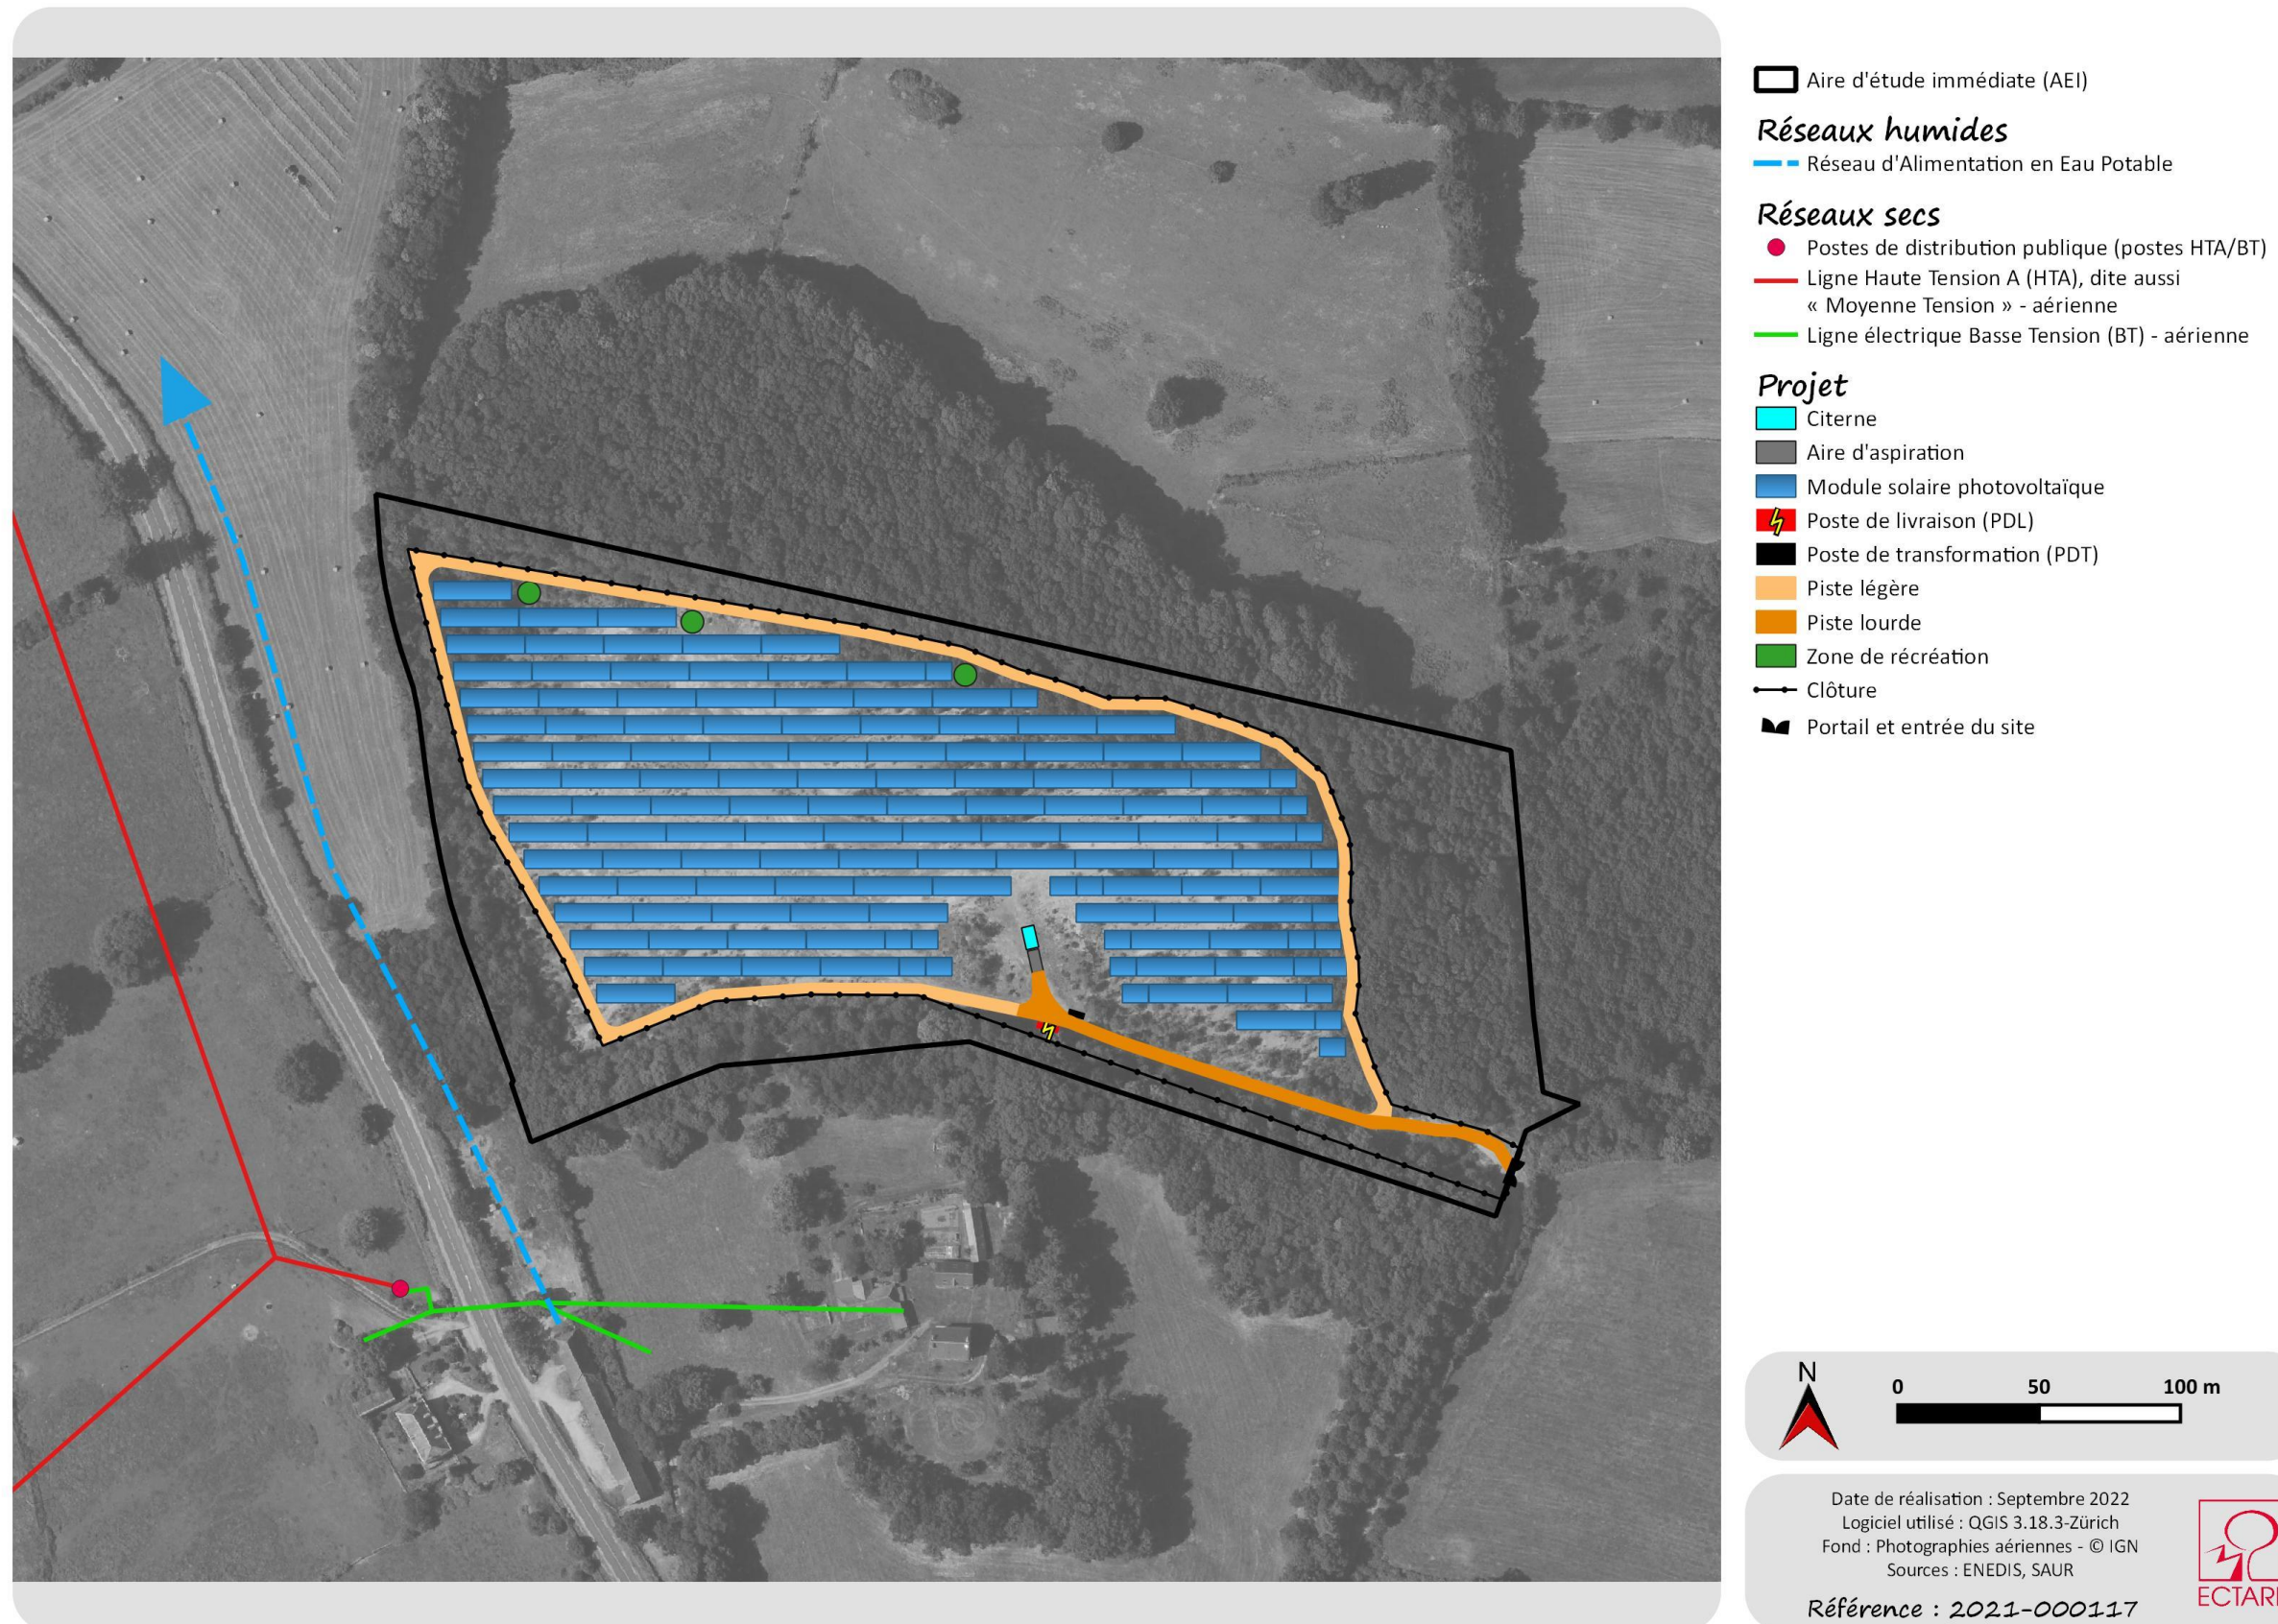 Aire d'étude immédiate (AEI)
Réseaux humides
Réseau d'Alimentation en Eau Potable
Réseaux secs
Postes de distribution publique (postes HTA/BT)
Ligne Haute Tension A (HTA), dite aussi
« Moyenne Tension » - aérienne
Ligne électrique Basse Tension (BT) - aérienne
Projet
Citerne
Aire d'aspiration
Module solaire photovoltaïque
Poste de livraison (PDL)
Poste de transformation (PDT)
Piste légère
Piste lourde
Zone de récréation
Clôture
Portail et entrée du site
N
0 50 100 m
Date de réalisation : Septembre 2022
Logiciel utilisé : QGIS 3.18.3-Zürich
Fond : Photographies aériennes - © IGN
Sources : ENEDIS, SAUR
Référence : 2021-000117